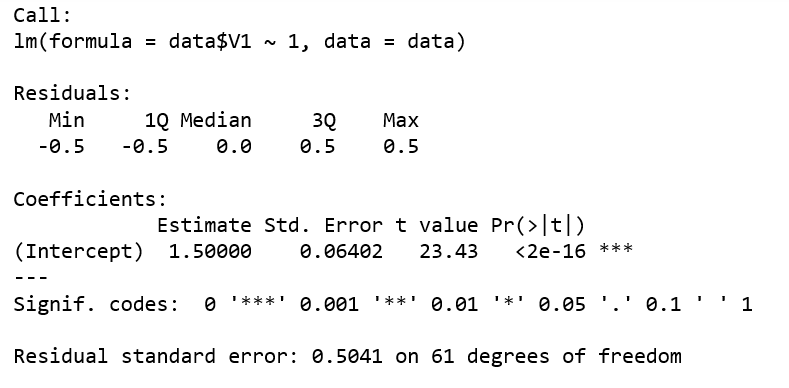 Call:
lm(formula = data$V1 ~ 1, data = data)
Residuals:
Min 1Q Median 3Q Max
-0.5 -0.5 0.0 0.5 0.5
Coefficients:
Estimate Std. Error t value Pr(>|t|)
(Intercept) 1.50000 0.06402 23.43 <2e-16 ***
---
Signif. codes: 0 '***' 0.001 '**' 0.01 '*' 0.05 '.' 0.1 ' ' 1
Residual standard error: 0.5041 on 61 degrees of freedom